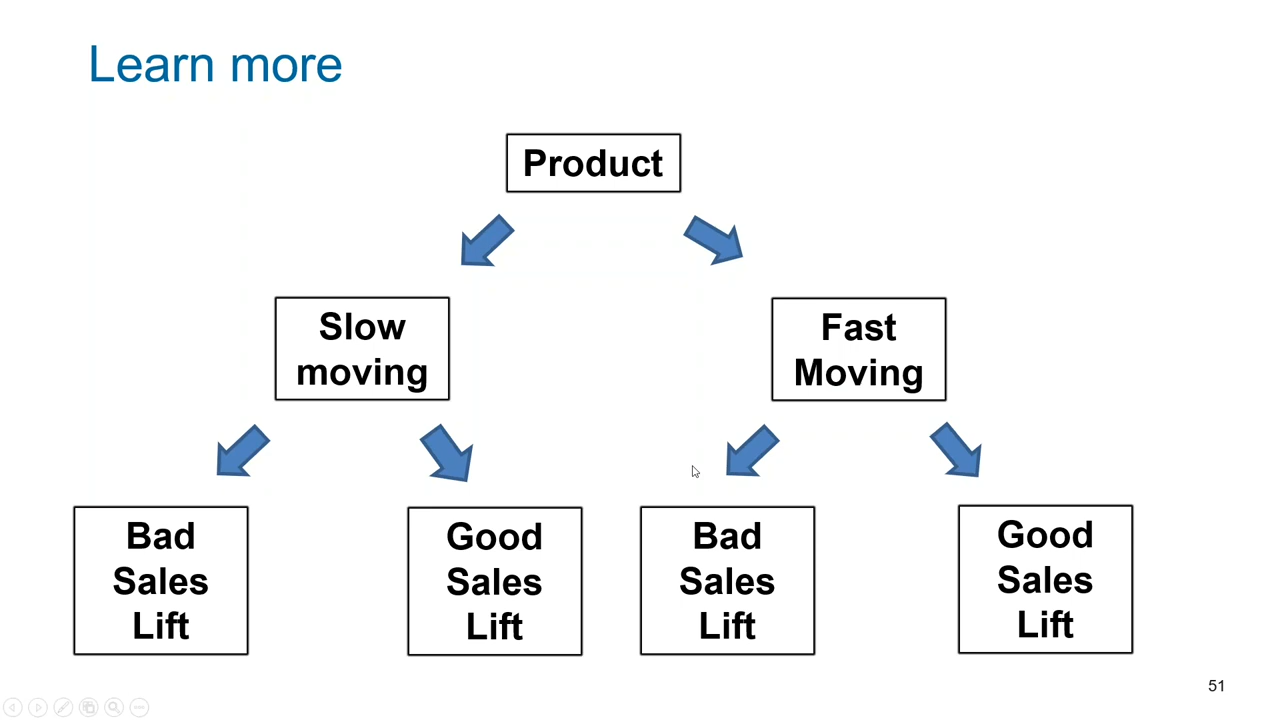 Learn more
Product
Slow
moving
Fast
Moving
Bad
Sales
Lift
Good
Sales
Lift
Bad
Sales
Lift
Good
Sales
Lift
51